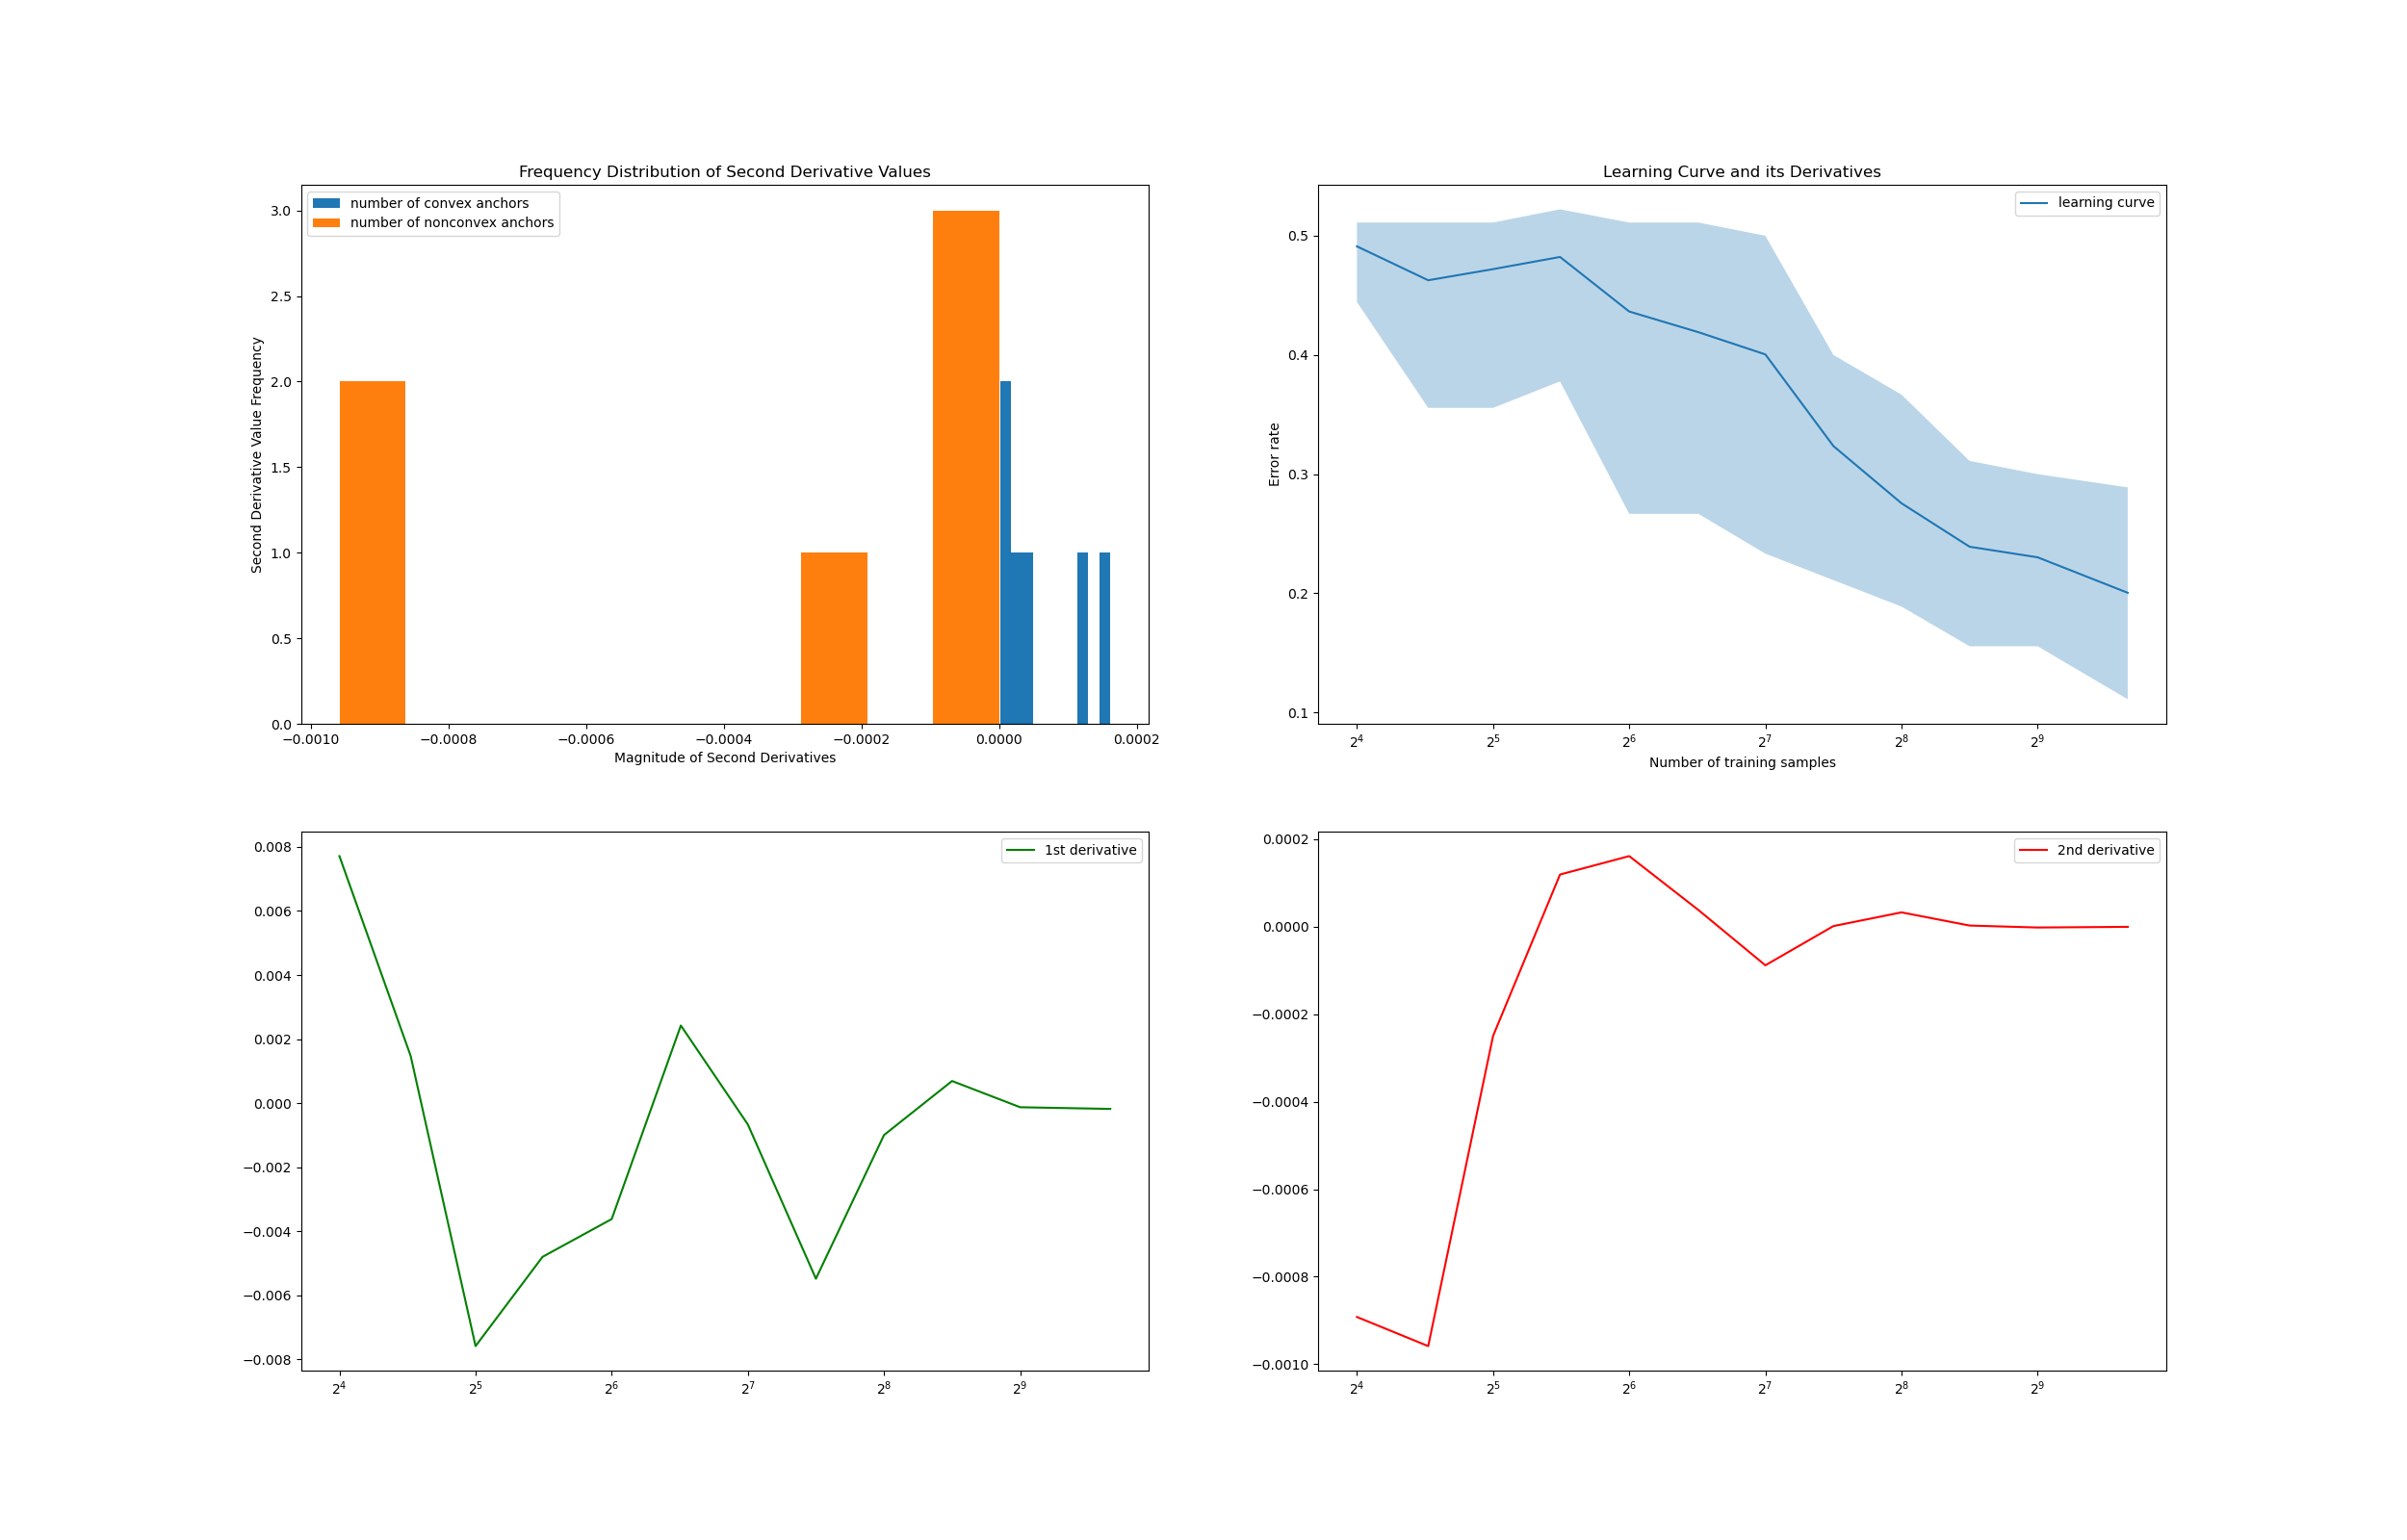 Frequency Distribution of Second Derivative Values
number of convex anchors
number of nonconvex anchors
3.0
2.5
2.0
1.5
1.0
0.5
0.0
Second Derivative Value Frequency
−0.0010 −0.0008 −0.0006 −0.0004 −0.0002 0.0000 0.0002
Magnitude of Second Derivatives
Learning Curve and its Derivatives
learning curve
0.5
0.4
0.3
0.2
0.1
Error rate
2⁴ 2⁵ 2⁶ 2⁷ 2⁸ 2⁹
Number of training samples
1st derivative
0.008
0.006
0.004
0.002
0.000
−0.002
−0.004
−0.006
−0.008
2⁴ 2⁵ 2⁶ 2⁷ 2⁸ 2⁹
2nd derivative
0.0002
0.0000
−0.0002
−0.0004
−0.0006
−0.0008
−0.0010
2⁴ 2⁵ 2⁶ 2⁷ 2⁸ 2⁹